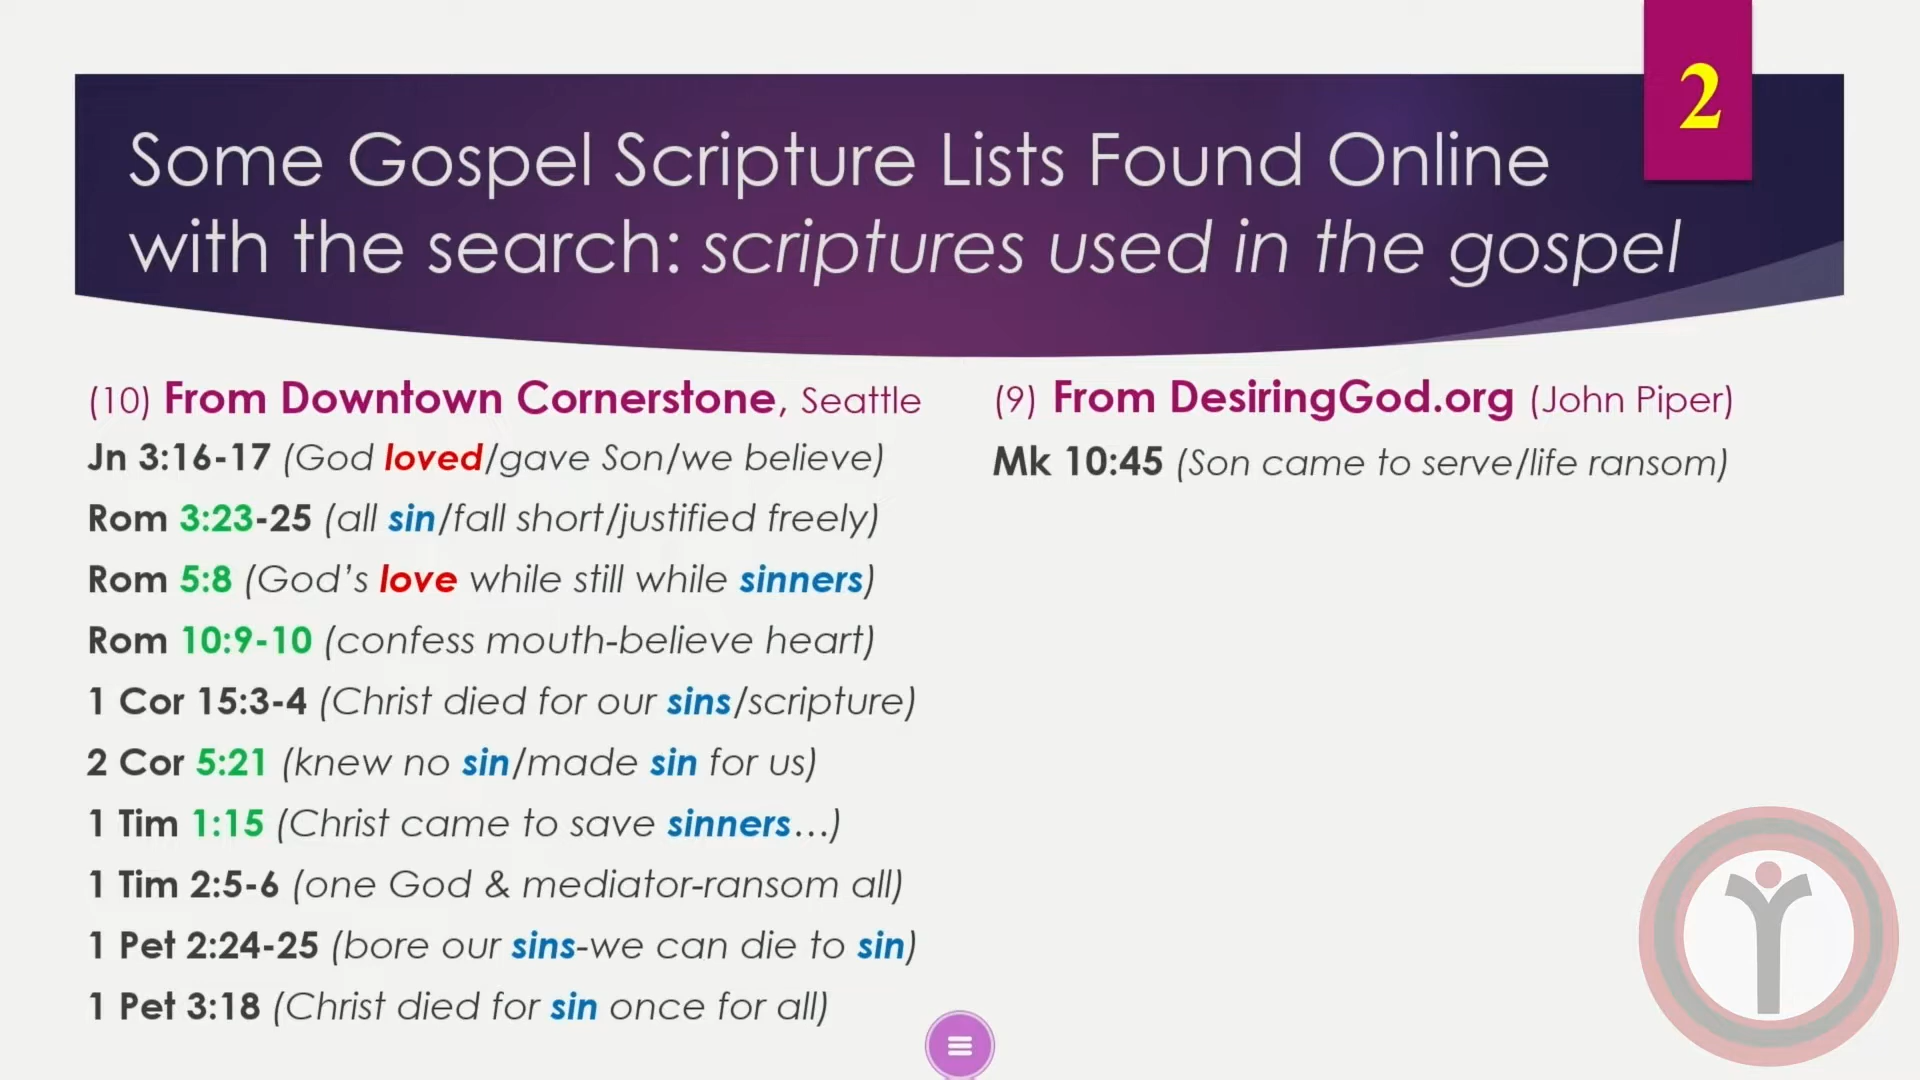 2
Some Gospel Scripture Lists Found Online
with the search: scriptures used in the gospel
(10) From Downtown Cornerstone, Seattle
Jn 3:16-17 (God loved/gave Son/we believe)
Rom 3:23-25 (all sin/fall short/justified freely)
Rom 5:8 (God's love while still while sinners)
Rom 10:9-10 (confess mouth-believe heart)
1 Cor 15:3-4 (Christ died for our sins/scripture)
2 Cor 5:21 (knew no sin/made sin for us)
1 Tim 1:15 (Christ came to save sinners...)
1 Tim 2:5-6 (one God & mediator-ransom all)
1 Pet 2:24-25 (bore our sins-we can die to sin)
1 Pet 3:18 (Christ died for sin once for all)
(9) From DesiringGod.org (John Piper)
Mk 10:45 (Son came to serve/life ransom)